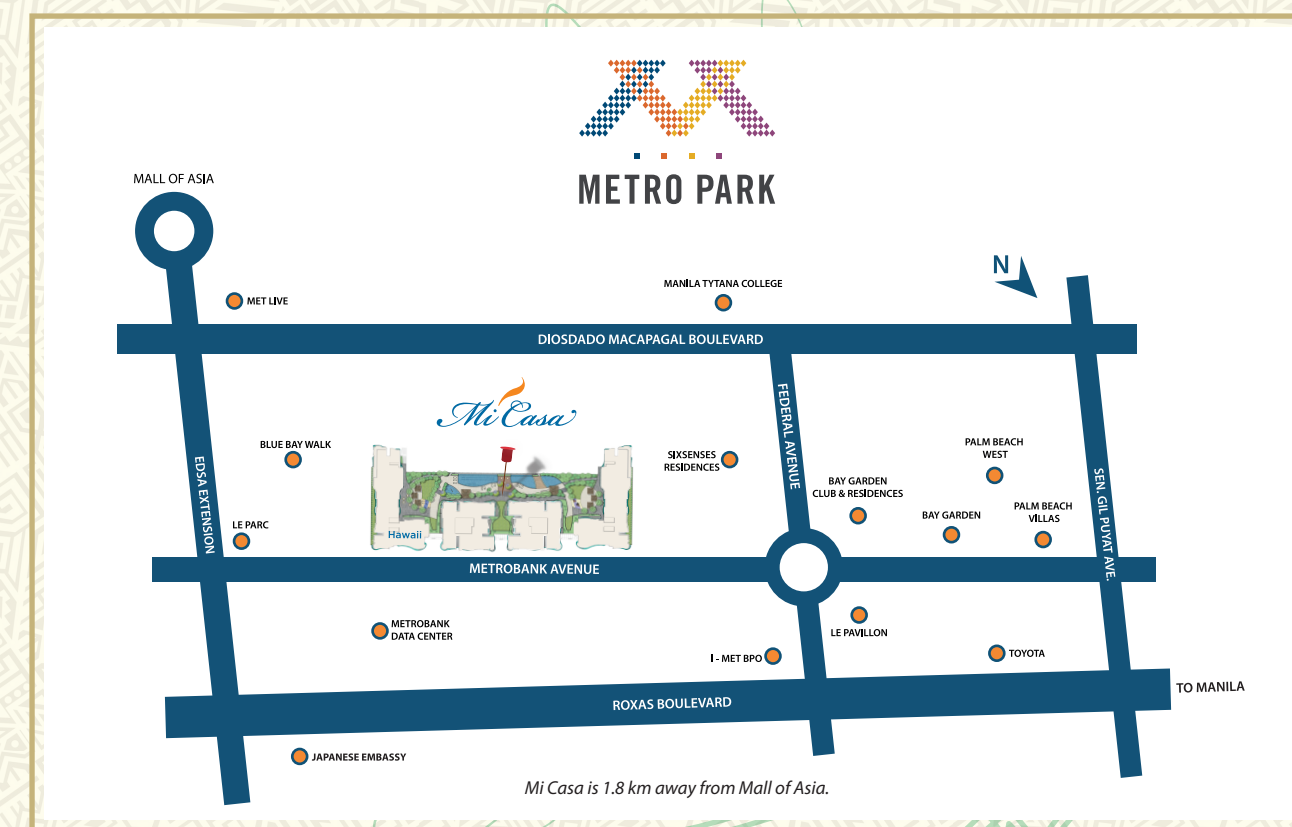 METRO PARK
MALL OF ASIA
N
MET LIVE
MANILA TYTANA COLLEGE
DIOSDADO MACAPAGAL BOULEVARD
Mi Casa
FEDERAL AVENUE
EDSA EXTENSION
SEN. GIL PUYAT AVE.
BLUE BAY WALK
SIXSENSES
RESIDENCES
PALM BEACH
WEST
BAY GARDEN
CLUB & RESIDENCES
BAY GARDEN
PALM BEACH
VILLAS
LE PARC
Hawaii
METROBANK AVENUE
METROBANK
DATA CENTER
LE PAVILLON
I - MET BPO
TOYOTA
ROXAS BOULEVARD
TO MANILA
JAPANESE EMBASSY
Mi Casa is 1.8 km away from Mall of Asia.